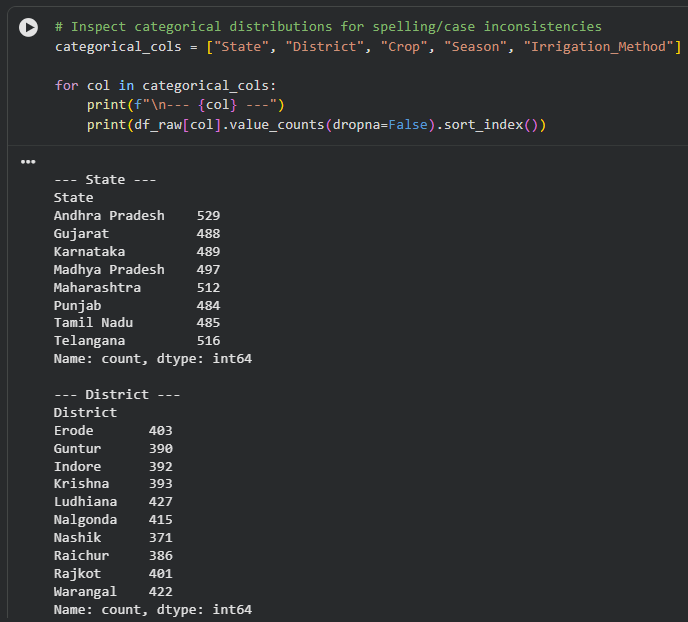 # Inspect categorical distributions for spelling/case inconsistencies
categorical_cols = ["State", "District", "Crop", "Season", "Irrigation_Method"]

for col in categorical_cols:
    print(f"\n--- {col} ---")
    print(df_raw[col].value_counts(dropna=False).sort_index())

--- State ---
State
Andhra Pradesh    529
Gujarat           488
Karnataka         489
Madhya Pradesh    497
Maharashtra       512
Punjab            484
Tamil Nadu        485
Telangana         516
Name: count, dtype: int64

--- District ---
District
Erode       403
Guntur      390
Indore      392
Krishna     393
Ludhiana    427
Nalgonda    415
Nashik      371
Raichur     386
Rajkot      401
Warangal    422
Name: count, dtype: int64